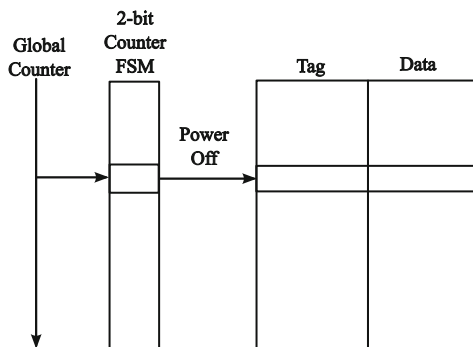 2-bit
Counter
FSM
Global
Counter
Tag
Data
Power
Off